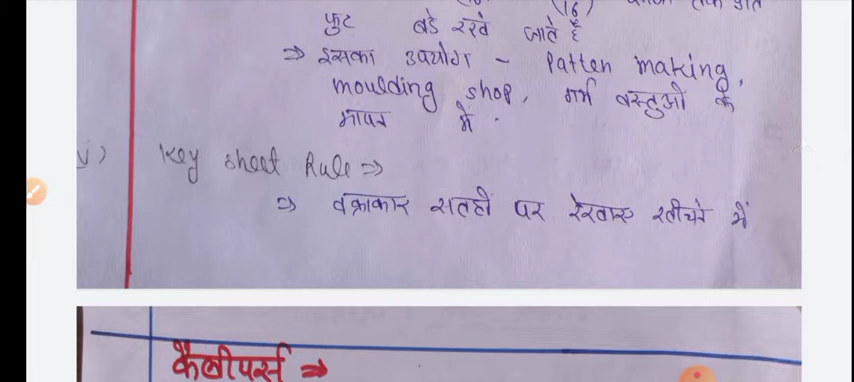 फुट बडे रखे जाते है
⇒ इसका उपयोग - Patten making,
moulding shop, गर्म वस्तुओ के
मापन में.
v) Key sheet Rule ⇒
⇒ वक्राकार सतहो पर रेखाए खीचने में
कैलीपर्स ⇒